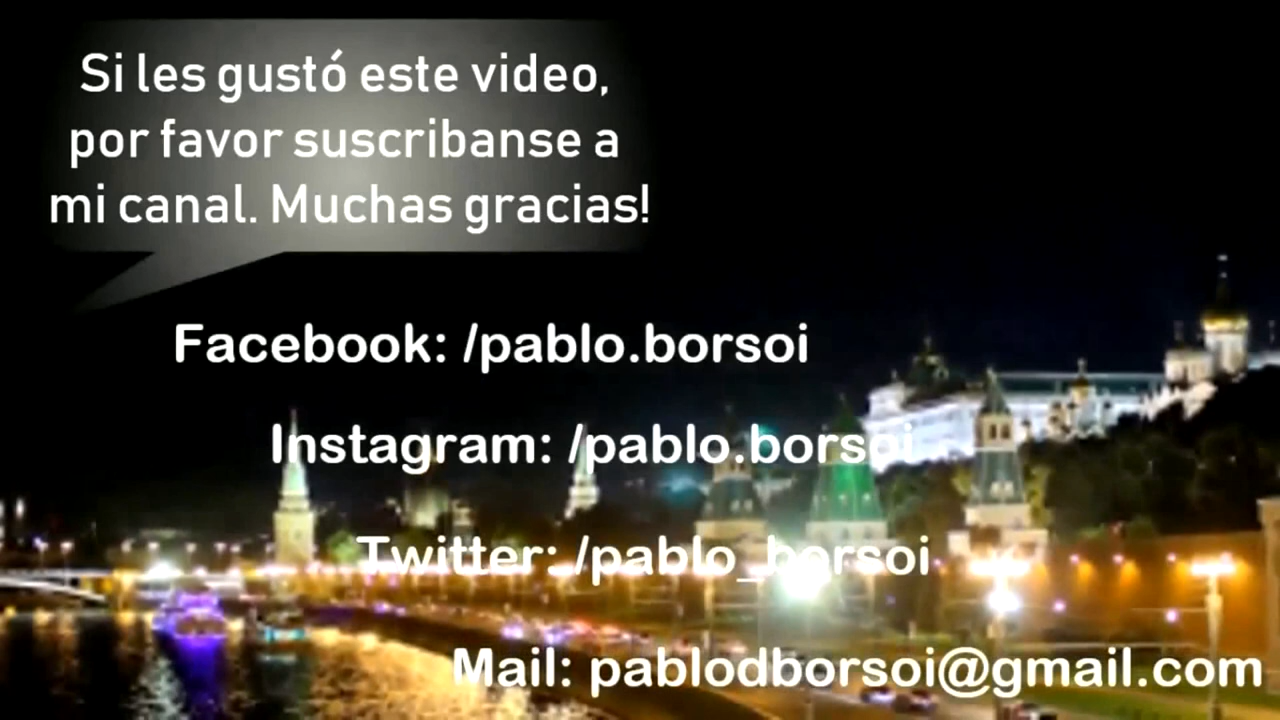 Si les gustó este video,
por favor suscribanse a
mi canal. Muchas gracias!
Facebook: /pablo.borsoi
Instagram: /pablo.borsoi
Twitter: /pablo_borsoi
Mail: pablodborsoi@gmail.com